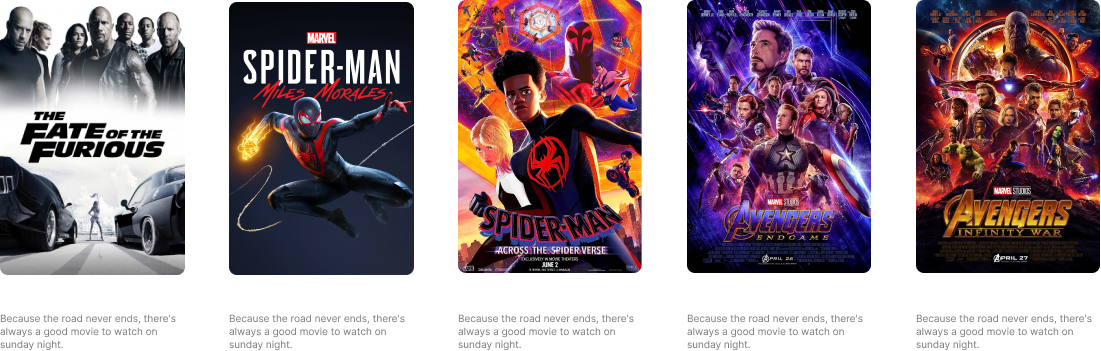 THE
FATE OF THE
FURIOUS
MARVEL
SPIDER-MAN
MILES MORALES
SPIDER-MAN
ACROSS THE SPIDER-VERSE
EXCLUSIVELY IN MOVIE THEATERS
JUNE 2
MARVEL STUDIOS
AVENGERS
ENDGAME
APRIL 26
MARVEL STUDIOS
AVENGERS
INFINITY WAR
APRIL 27
Because the road never ends, there's
always a good movie to watch on
sunday night.
Because the road never ends, there's
always a good movie to watch on
sunday night.
Because the road never ends, there's
always a good movie to watch on
sunday night.
Because the road never ends, there's
always a good movie to watch on
sunday night.
Because the road never ends, there's
always a good movie to watch on
sunday night.